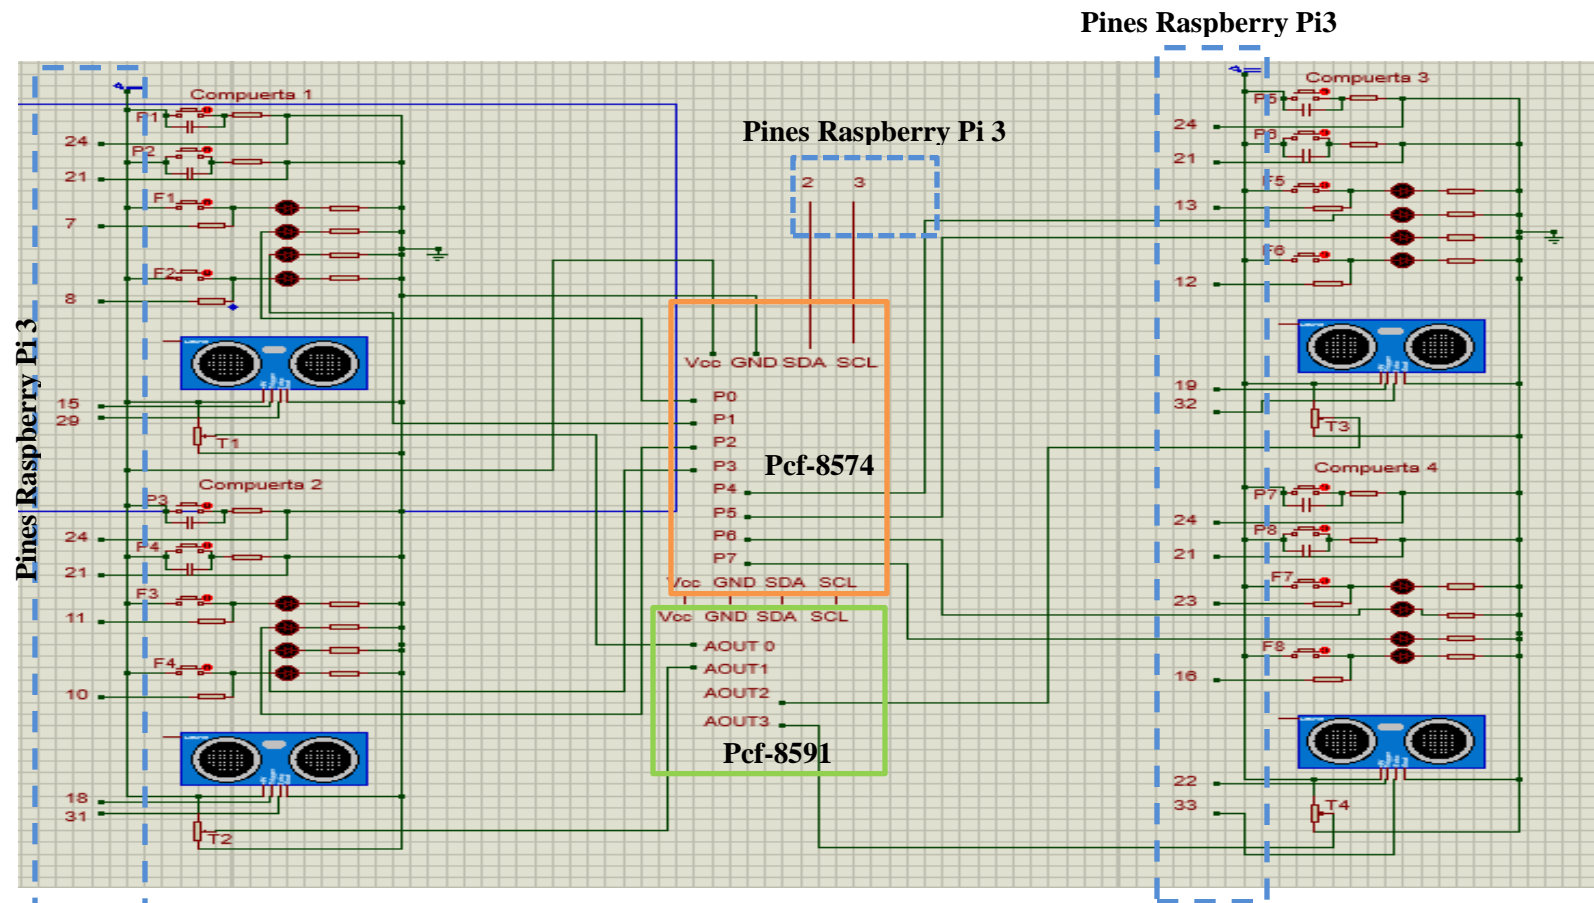 Pines Raspberry Pi3
Pines Raspberry Pi 3
Pines Raspberry Pi 3
Compuerta 1
P1
24
P2
21
F1
7
F2
8
15
29
T1
Compuerta 2
P3
24
P4
21
F3
11
F4
10
18
31
T2
2 3
Vcc GND SDA SCL
P0
P1
P2
P3
Pcf-8574
P4
P5
P6
P7
Vcc GND SDA SCL
Vcc GND SDA SCL
AOUT 0
AOUT1
AOUT2
AOUT3
Pcf-8591
Compuerta 3
P5
24
P6
21
F5
13
F6
12
19
32
T3
Compuerta 4
P7
24
P8
21
F7
23
F8
16
22
33
T4